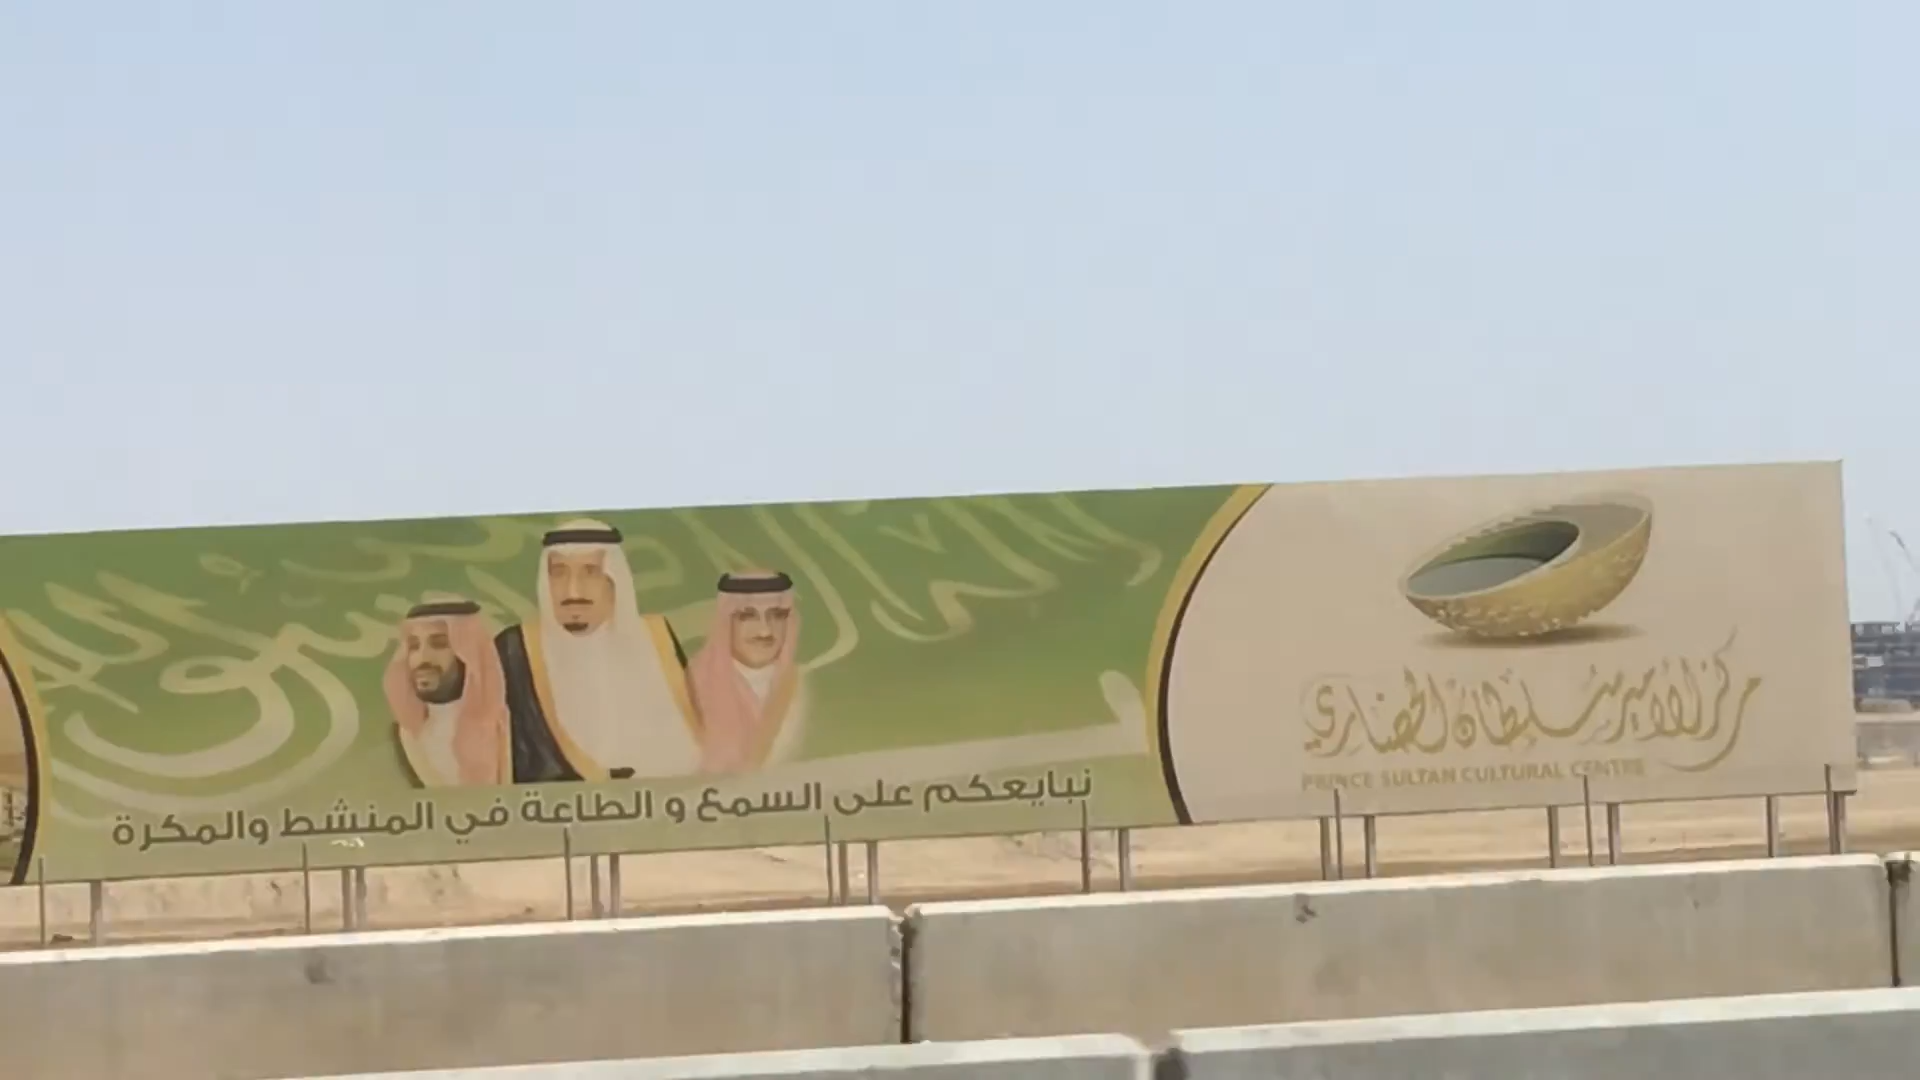 نبايعكم على السمع و الطاعة في المنشط والمكرة
مركز الأمير سلطان الحضاري
PRINCE SULTAN CULTURAL CENTRE